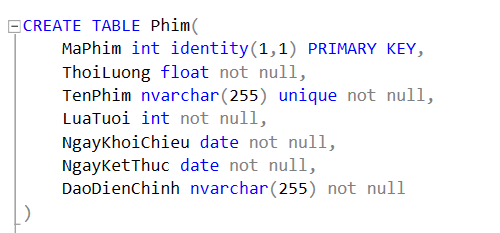 CREATE TABLE Phim(
MaPhim int identity(1,1) PRIMARY KEY,
ThoiLuong float not null,
TenPhim nvarchar(255) unique not null,
LuaTuoi int not null,
NgayKhoiChieu date not null,
NgayKetThuc date not null,
DaoDienChinh nvarchar(255) not null
)